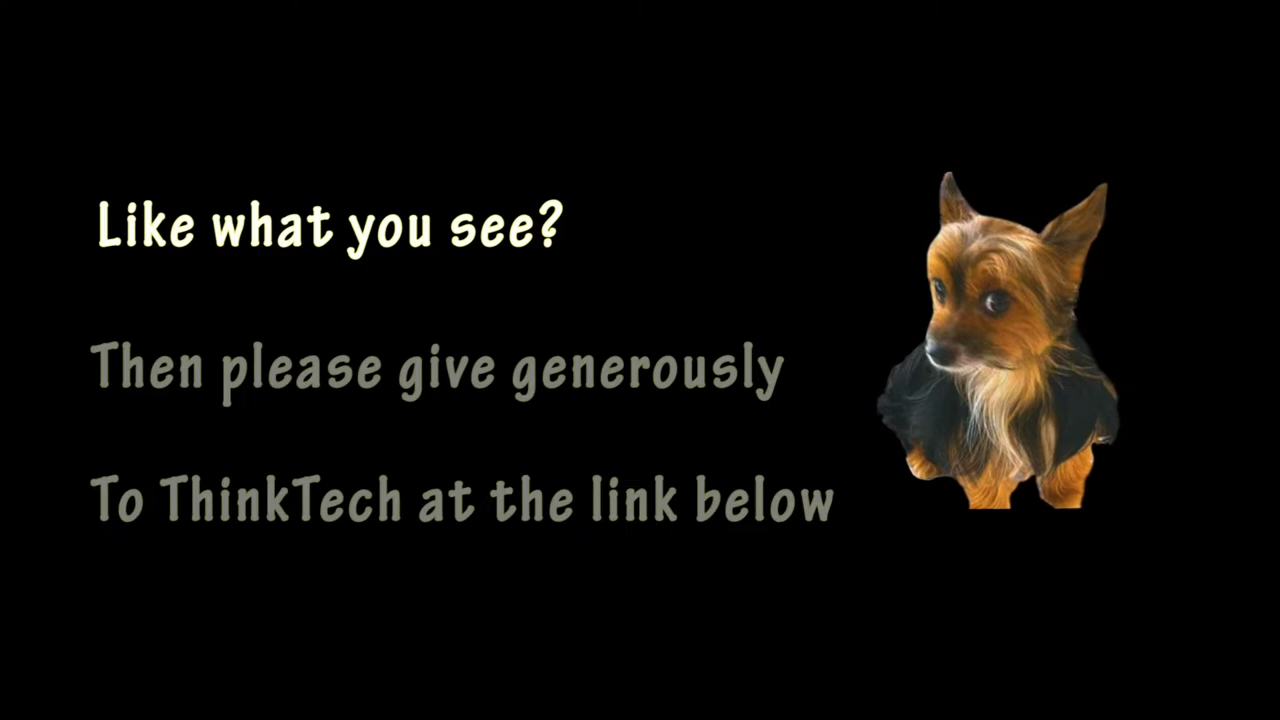 Like what you see?
Then please give generously
To ThinkTech at the link below